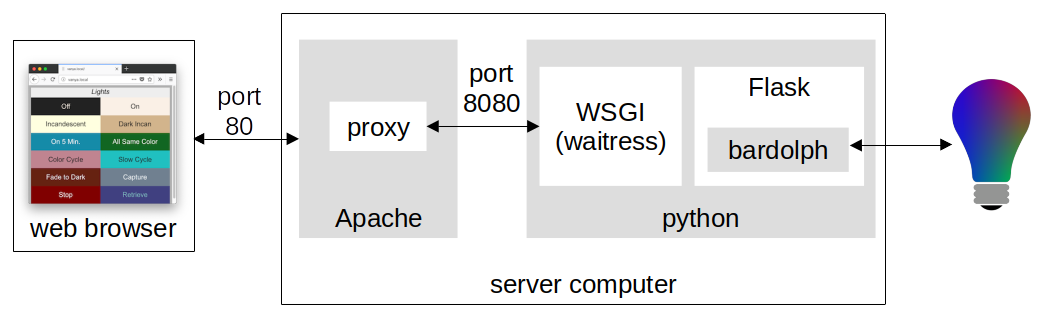 Lights
Off
On
Incandescent
Dark Incan
On 5 Min.
All Same Color
Color Cycle
Slow Cycle
Fade to Dark
Capture
Stop
Retrieve
web browser
port
80
proxy
Apache
port
8080
WSGI
(waitress)
Flask
bardolph
python
server computer